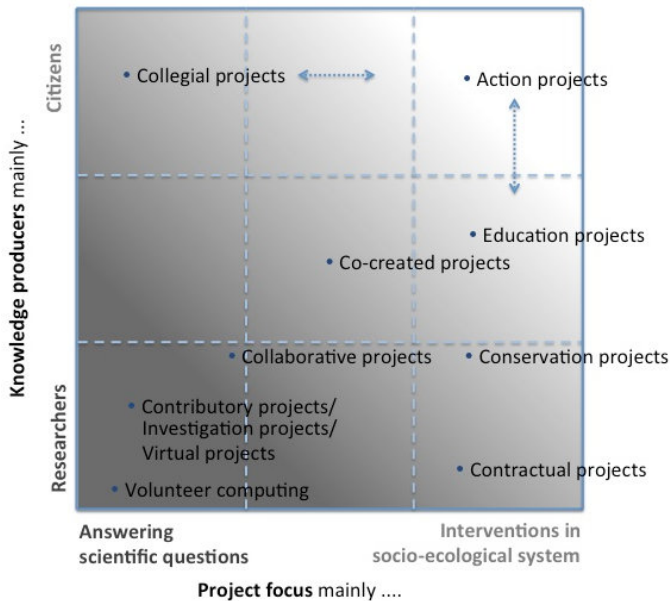 Citizens
Knowledge producers mainly ...
Researchers
• Collegial projects
• Action projects
• Education projects
• Co-created projects
• Collaborative projects
• Conservation projects
• Contributory projects/
Investigation projects/
Virtual projects
• Contractual projects
• Volunteer computing
Answering
scientific questions
Interventions in
socio-ecological system
Project focus mainly ....